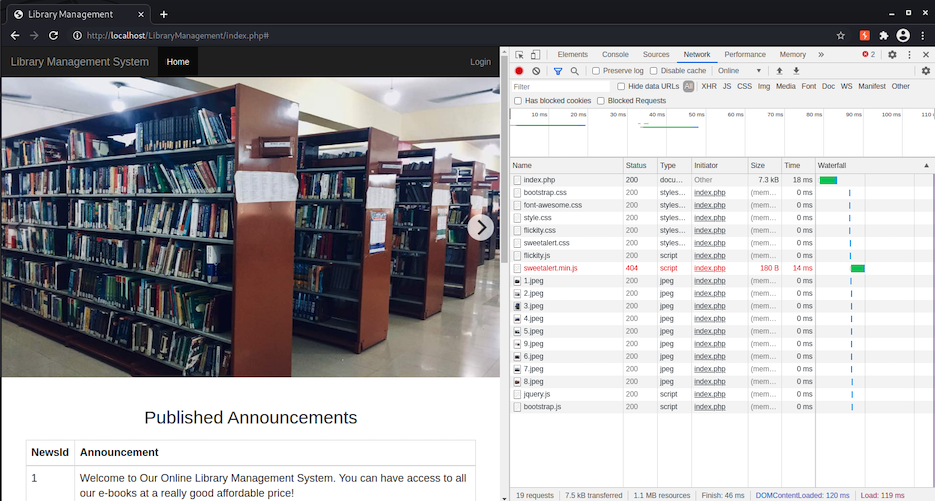 Library Management
http://localhost/LibraryManagement/index.php#
Library Management System Home Login
Published Announcements
NewsId Announcement
1 Welcome to Our Online Library Management System. You can have access to all
our e-books at a really good affordable price!
Elements Console Sources Network Performance Memory » 2
Preserve log Disable cache Online
Filter Hide data URLs All XHR JS CSS Img Media Font Doc WS Manifest Other
Has blocked cookies Blocked Requests
10 ms 20 ms 30 ms 40 ms 50 ms 60 ms 70 ms 80 ms 90 ms 100 ms 110
Name Status Type Initiator Size Time Waterfall
index.php 200 docu... Other 7.3 kB 18 ms
bootstrap.css 200 styles... index.php (mem... 0 ms
font-awesome.css 200 styles... index.php (mem... 0 ms
style.css 200 styles... index.php (mem... 0 ms
flickity.css 200 styles... index.php (mem... 0 ms
sweetalert.css 200 styles... index.php (mem... 0 ms
flickity.js 200 script index.php (mem... 0 ms
sweetalert.min.js 404 script index.php 180 B 14 ms
1.jpeg 200 jpeg index.php (mem... 0 ms
2.jpeg 200 jpeg index.php (mem... 0 ms
3.jpeg 200 jpeg index.php (mem... 0 ms
4.jpeg 200 jpeg index.php (mem... 0 ms
5.jpeg 200 jpeg index.php (mem... 0 ms
9.jpeg 200 jpeg index.php (mem... 0 ms
6.jpeg 200 jpeg index.php (mem... 0 ms
7.jpeg 200 jpeg index.php (mem... 0 ms
8.jpeg 200 jpeg index.php (mem... 0 ms
jquery.js 200 script index.php (mem... 0 ms
bootstrap.js 200 script index.php (mem... 0 ms
19 requests 7.5 kB transferred 1.1 MB resources Finish: 46 ms DOMContentLoaded: 120 ms Load: 119 ms